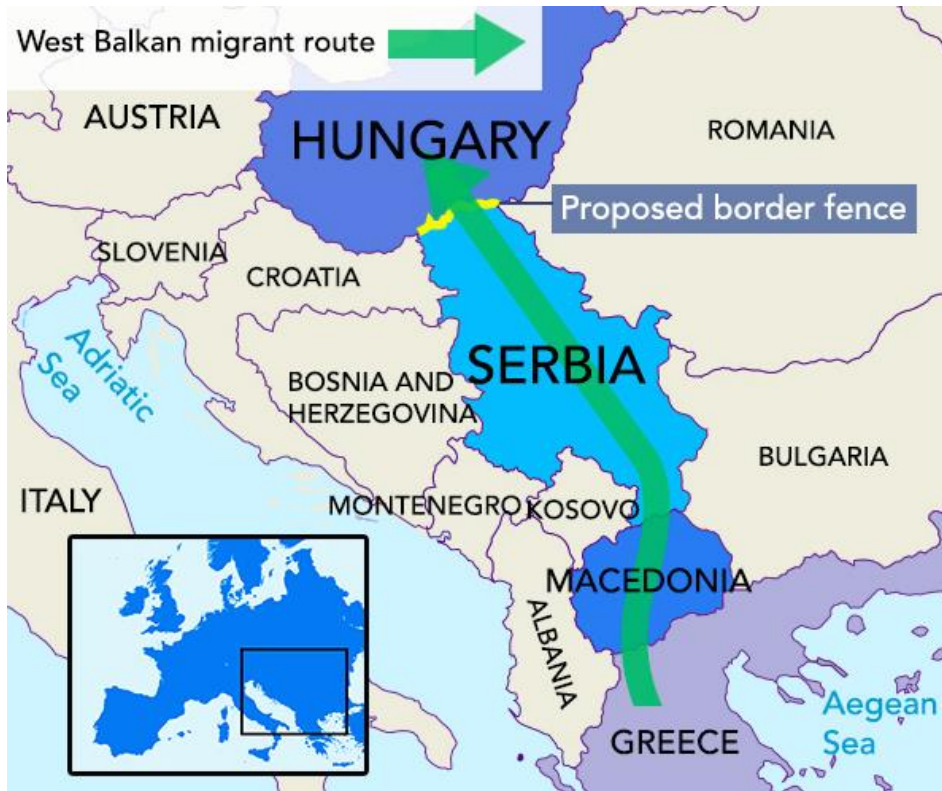 West Balkan migrant route
AUSTRIA
HUNGARY
ROMANIA
Proposed border fence
SLOVENIA
CROATIA
Adriatic
Sea
SERBIA
BOSNIA AND
HERZEGOVINA
BULGARIA
ITALY
MONTENEGRO
KOSOVO
MACEDONIA
ALBANIA
Aegean
Sea
GREECE